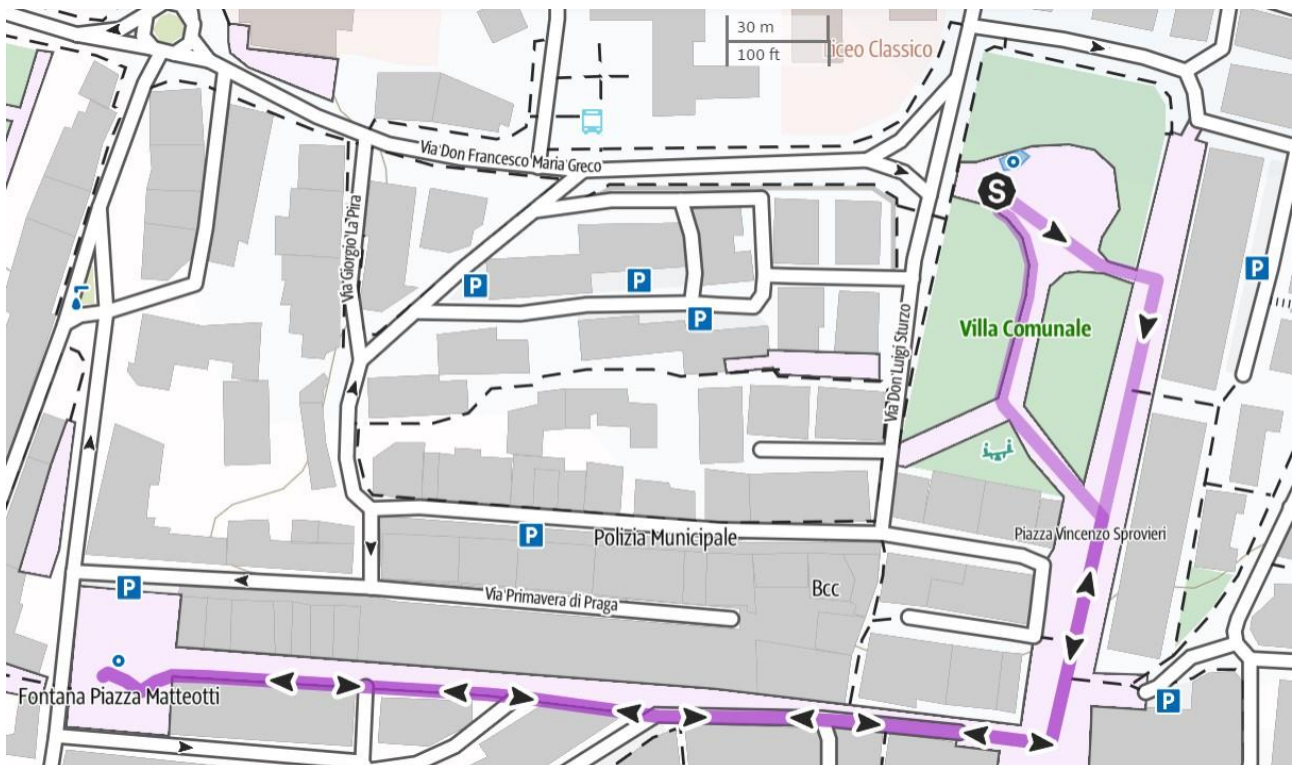 30 m
100 ft
Liceo Classico
Via Don Francesco Maria Greco
Via Giorgio La Pira
P
P
P
P
S
Villa Comunale
Via Don Luigi Sturzo
P
Polizia Municipale
Piazza Vincenzo Sprovieri
P
Via Primavera di Praga
Bcc
Fontana Piazza Matteotti
P